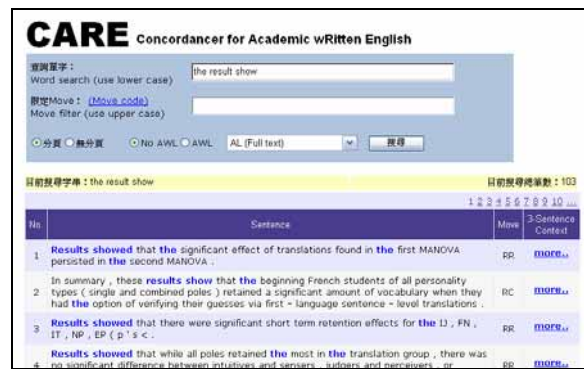 CARE Concordancer for Academic wRitten English
查詢單字：
Word search (use lower case)
the result show
限定Move： (Move code)
Move filter (use upper case)
分頁 無分頁 No AWL AWL AL (Full text) 搜尋
目前搜尋字串：the result show 目前搜尋總筆數：103
1 2 3 4 5 6 7 8 9 10 ...
No Sentence Move 3-Sentence Context
1 Results showed that the significant effect of translations found in the first MANOVA persisted in the second MANOVA . RR more..
2 In summary , these results show that the beginning French students of all personality types ( single and combined poles ) retained a significant amount of vocabulary when they had the option of verifying their guesses via first - language sentence - level translations . RC more..
3 Results showed that there were significant short term retention effects for the IJ , FN , IT , NP , EP ( p ' s < . RR more..
4 Results showed that while all poles retained the most in the translation group , there was no significant difference between intuitives and sensers , judgers and perceivers , or RR more..